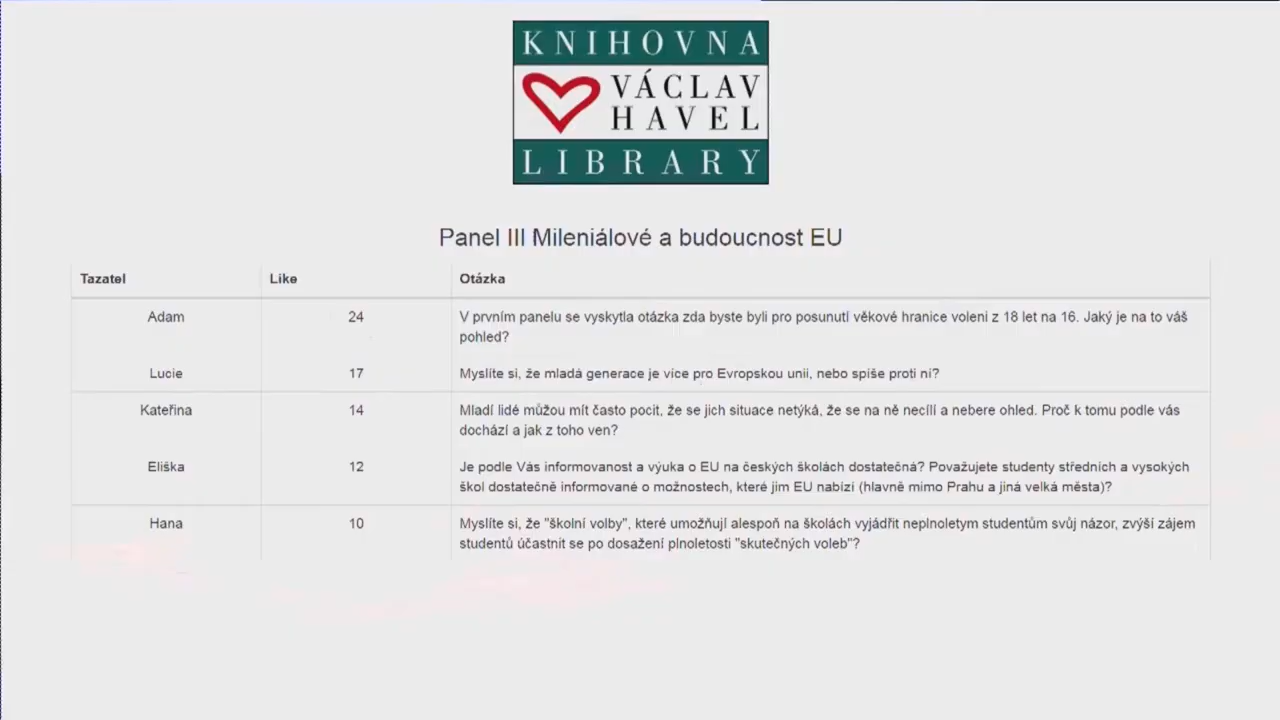 KNIHOVNA
VÁCLAV
HAVEL
LIBRARY
Panel III Mileniálové a budoucnost EU
Tazatel Like Otázka
Adam 24 V prvním panelu se vyskytla otázka zda byste byli pro posunutí věkové hranice voleni z 18 let na 16. Jaký je na to váš
pohled?
Lucie 17 Myslíte si, že mladá generace je více pro Evropskou unii, nebo spíše proti ní?
Kateřina 14 Mladí lidé můžou mít často pocit, že se jich situace netýká, že se na ně necílí a nebere ohled. Proč k tomu podle vás
dochází a jak z toho ven?
Eliška 12 Je podle Vás informovanost a výuka o EU na českých školách dostatečná? Považujete studenty středních a vysokých
škol dostatečně informované o možnostech, které jim EU nabízí (hlavně mimo Prahu a jiná velká města)?
Hana 10 Myslíte si, že "školní volby", které umožňují alespoň na školách vyjádřit neplnoletym studentům svůj názor, zvýší zájem
studentů účastnit se po dosažení plnoletosti "skutečných voleb"?